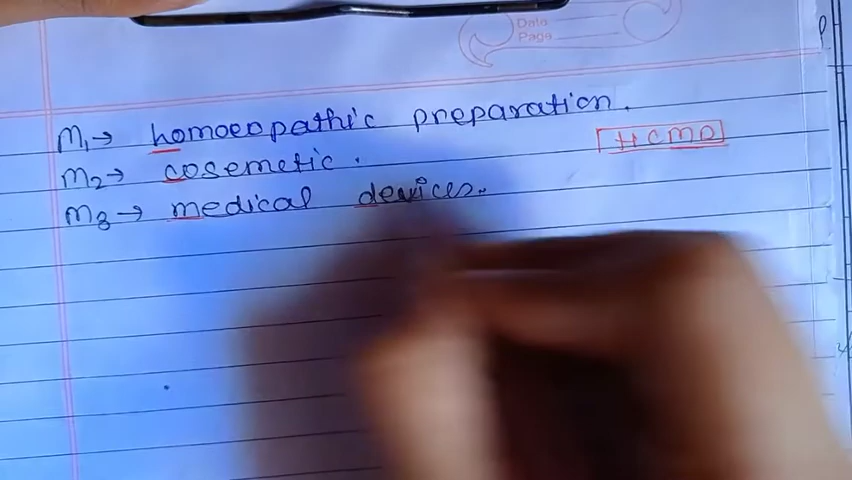 Date
Page
M₁→ homoeopathic preparation.
HCMD
M₂→ cosemetic.
M₃→ medical devices.